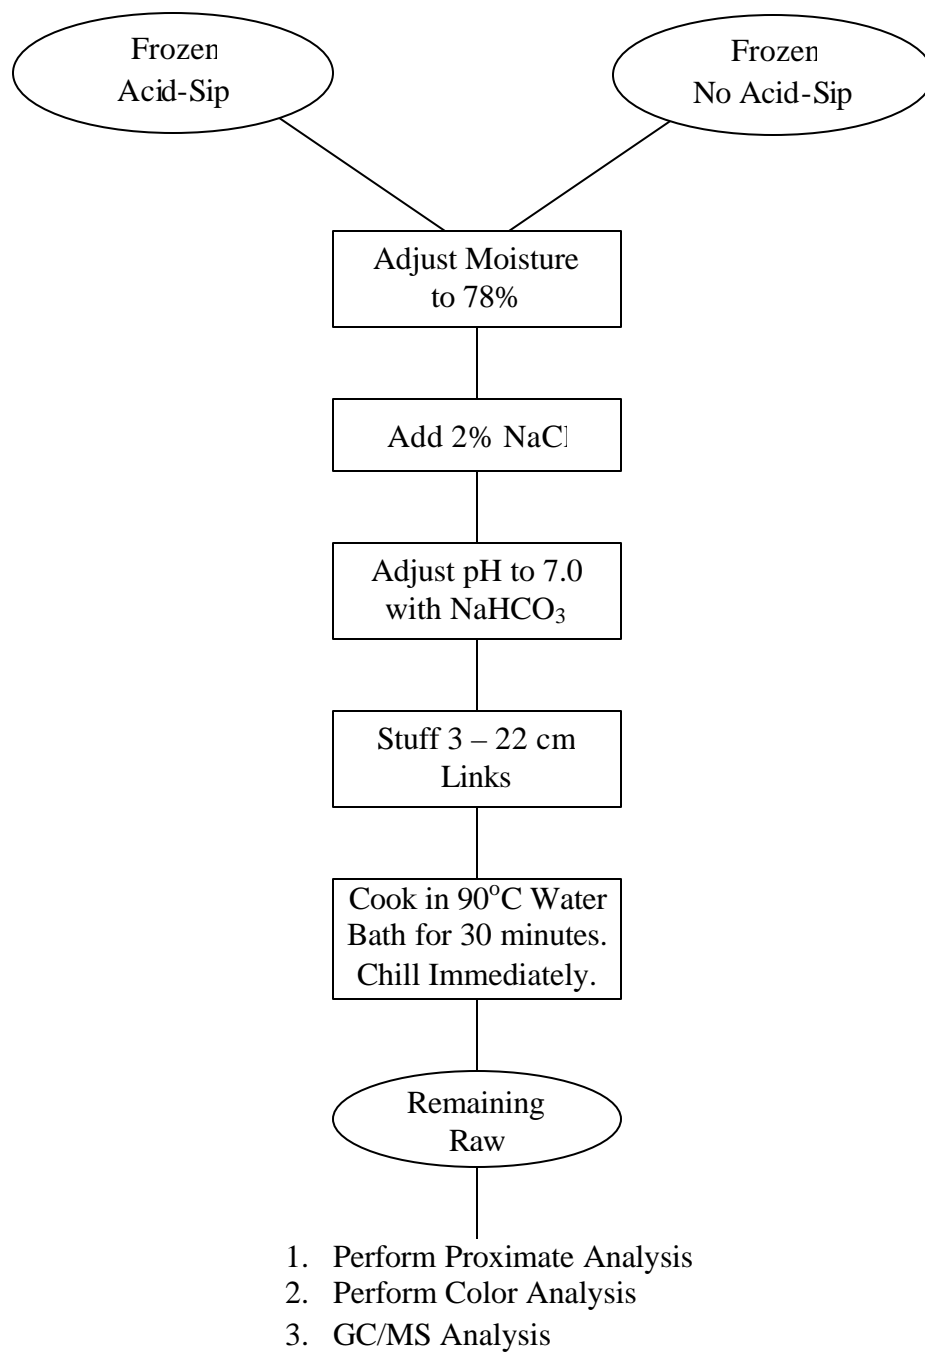 Frozen
Acid-Sip
Frozen
No Acid-Sip
Adjust Moisture
to 78%
Add 2% NaCl
Adjust pH to 7.0
with NaHCO₃
Stuff 3 – 22 cm
Links
Cook in 90°C Water
Bath for 30 minutes.
Chill Immediately.
Remaining
Raw
1. Perform Proximate Analysis
2. Perform Color Analysis
3. GC/MS Analysis